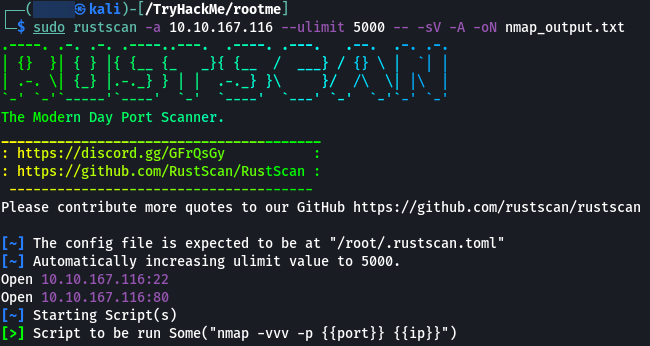 (㉿kali)-[/TryHackMe/rootme]
$ sudo rustscan -a 10.10.167.116 --ulimit 5000 -- -sV -A -oN nmap_output.txt
.----. .-. .-. .----..---.  .----. .---.   .--.  .-. .-.
| {}  }| { } |{ {__ {_   _}{ {__  /  ___} / {} \ |  `| |
| .-. \| {_} |.-._} } | |  .-._} }\     }/  /\  \| |\  |
`-' `-'`-----'`----'  `-'  `----'  `---' `-'  `-'`-' `-'
The Modern Day Port Scanner.
________________________________________
: https://discord.gg/GFrQsGy           :
: https://github.com/RustScan/RustScan :
 --------------------------------------
Please contribute more quotes to our GitHub https://github.com/rustscan/rustscan
[~] The config file is expected to be at "/root/.rustscan.toml"
[~] Automatically increasing ulimit value to 5000.
Open 10.10.167.116:22
Open 10.10.167.116:80
[~] Starting Script(s)
[>] Script to be run Some("nmap -vvv -p {{port}} {{ip}}")